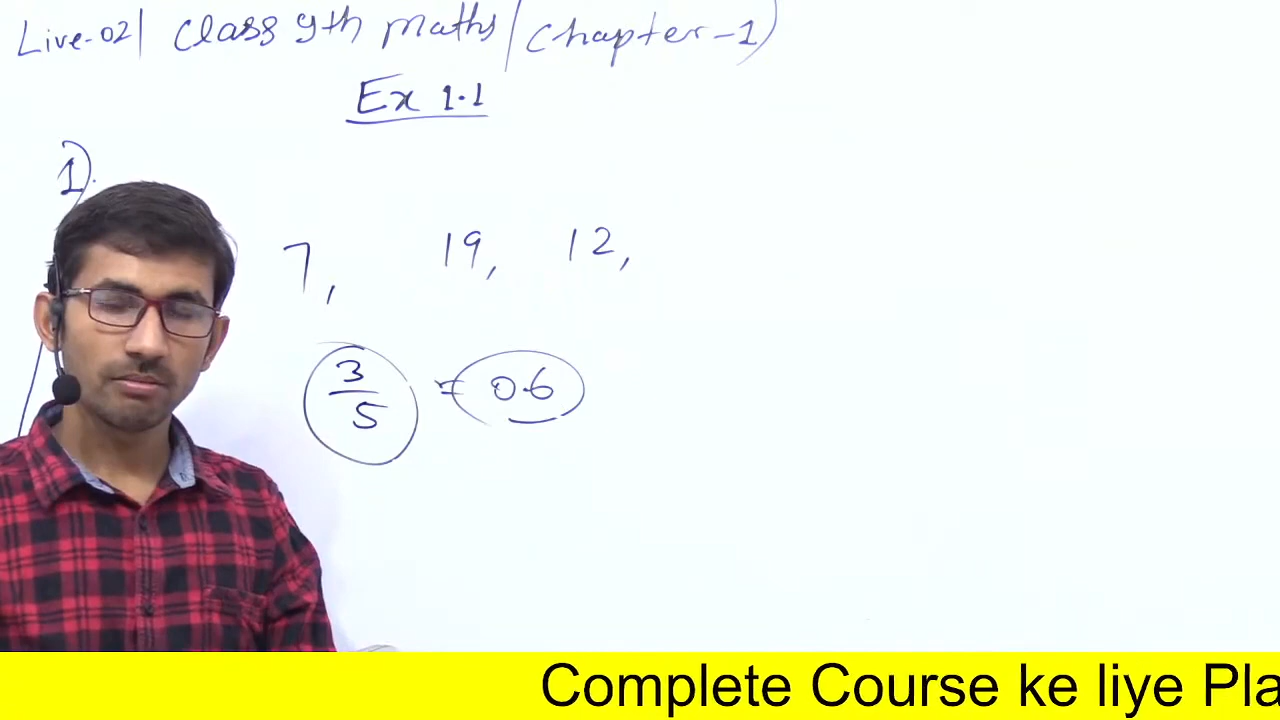 Live-02| Class 9th Maths/(Chapter-1)
Ex 1.1
1)
7, 19, 12,
3/5 = 0.6
Complete Course ke liye Pla